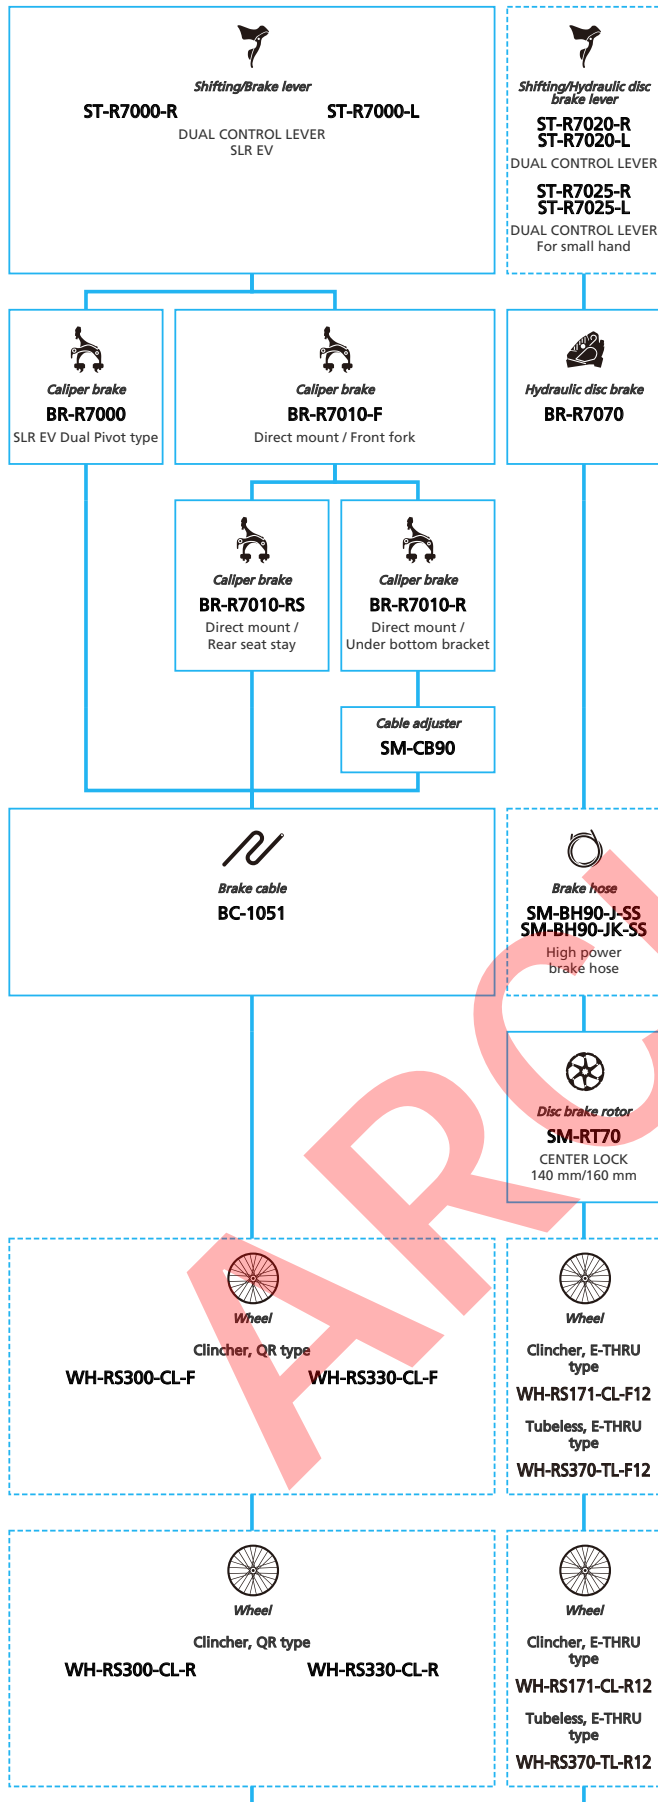 Shifting/Brake lever
ST-R7000-R
ST-R7000-L
DUAL CONTROL LEVER
SLR EV
Shifting/Hydraulic disc
brake lever
ST-R7020-R
ST-R7020-L
DUAL CONTROL LEVER
ST-R7025-R
ST-R7025-L
DUAL CONTROL LEVER
For small hand
Caliper brake
BR-R7000
SLR EV Dual Pivot type
Caliper brake
BR-R7010-F
Direct mount / Front fork
Hydraulic disc brake
BR-R7070
Caliper brake
BR-R7010-RS
Direct mount /
Rear seat stay
Caliper brake
BR-R7010-R
Direct mount /
Under bottom bracket
Cable adjuster
SM-CB90
Brake cable
BC-1051
Brake hose
SM-BH90-J-SS
SM-BH90-JK-SS
High power
brake hose
Disc brake rotor
SM-RT70
CENTER LOCK
140 mm/160 mm
Wheel
Clincher, QR type
WH-RS300-CL-F
WH-RS330-CL-F
Wheel
Clincher, E-THRU
type
WH-RS171-CL-F12
Tubeless, E-THRU
type
WH-RS370-TL-F12
Wheel
Clincher, QR type
WH-RS300-CL-R
WH-RS330-CL-R
Wheel
Clincher, E-THRU
type
WH-RS171-CL-R12
Tubeless, E-THRU
type
WH-RS370-TL-R12
ARC